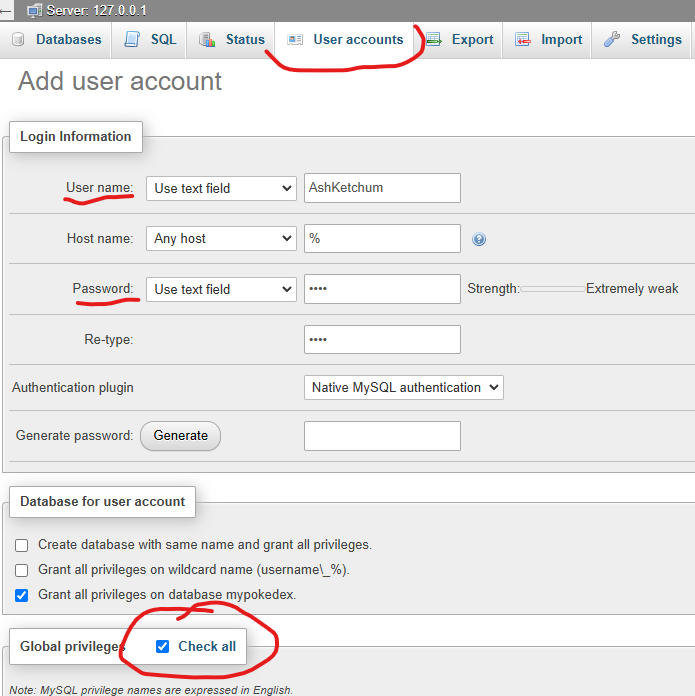 Server: 127.0.0.1
Databases SQL Status User accounts Export Import Settings
Add user account
Login Information
User name: Use text field AshKetchum
Host name: Any host %
Password: Use text field •••• Strength: Extremely weak
Re-type: ••••
Authentication plugin Native MySQL authentication
Generate password: Generate
Database for user account
Create database with same name and grant all privileges.
Grant all privileges on wildcard name (username\_%).
Grant all privileges on database mypokedex.
Global privileges Check all
Note: MySQL privilege names are expressed in English.